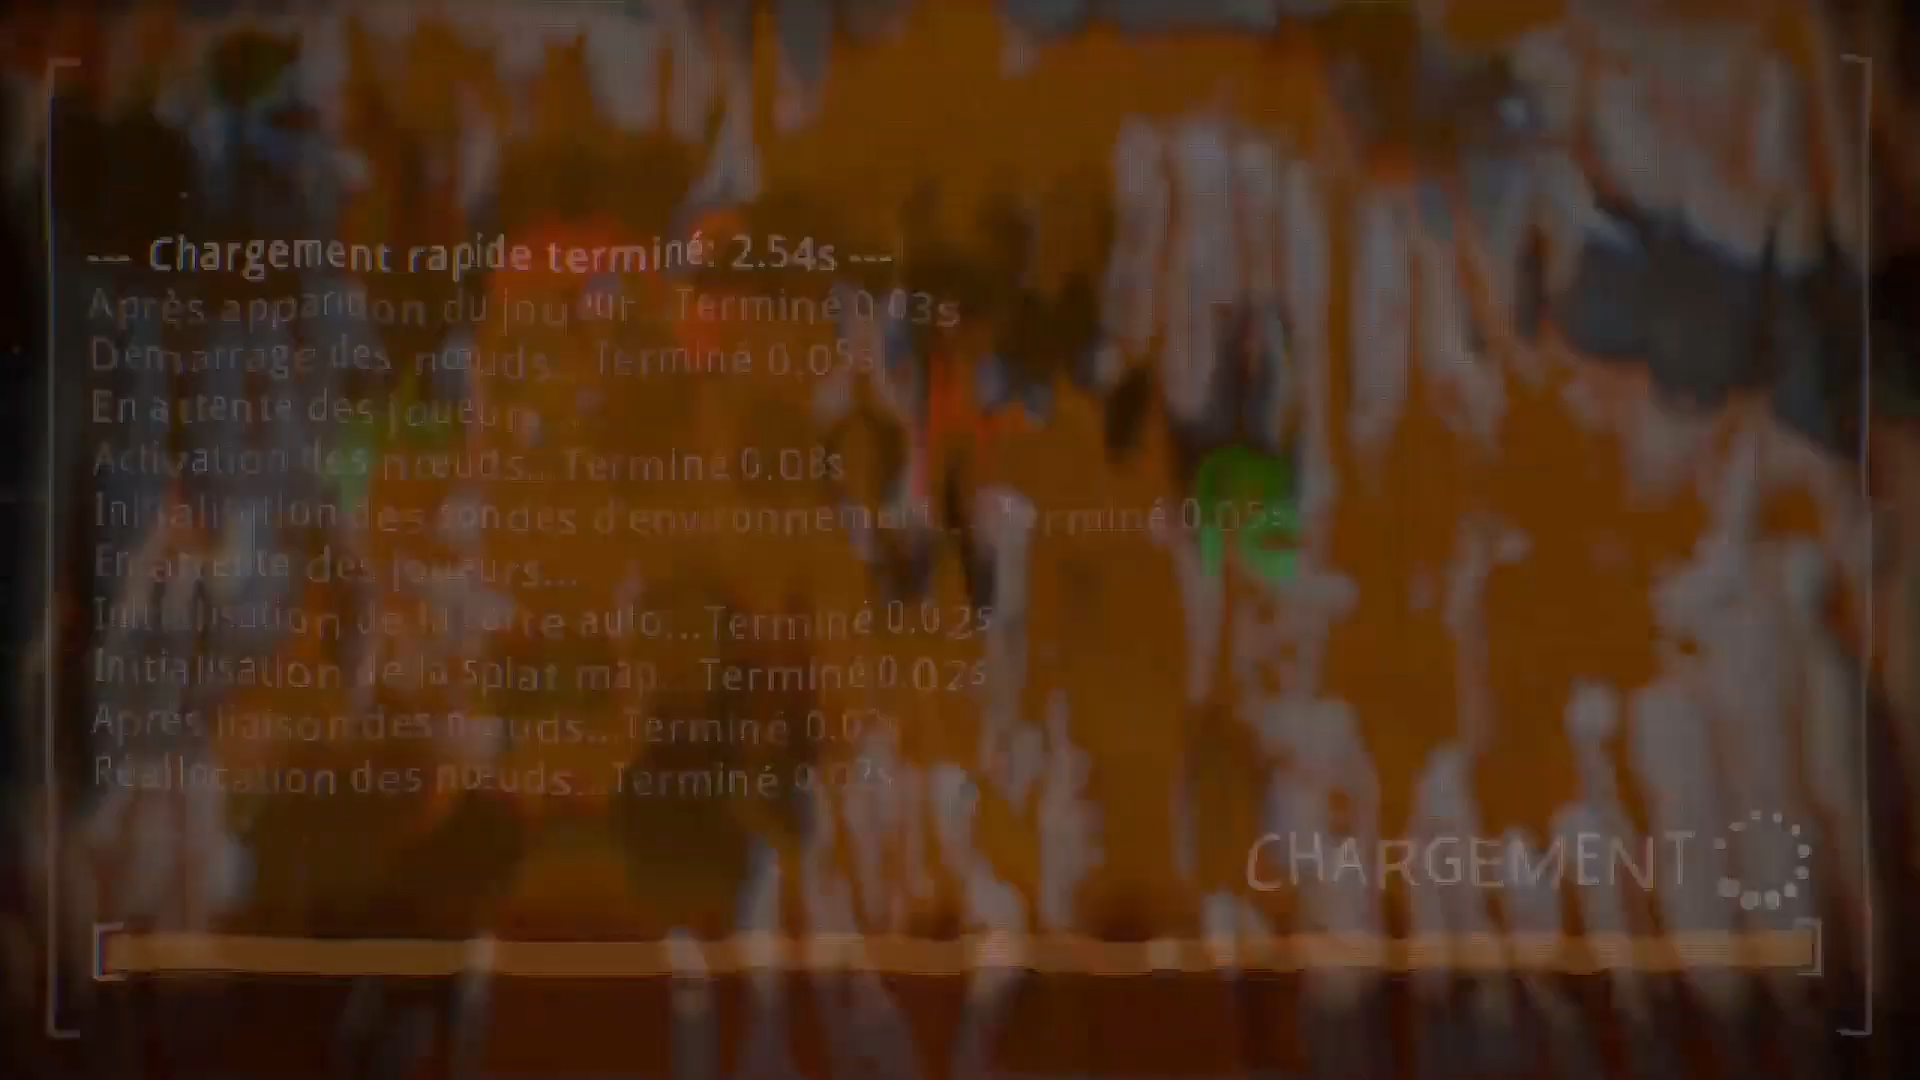 --- Chargement rapide terminé: 2.54s ---
Après apparition du joueur...Terminé 0.03s
Démarrage des nœuds... Terminé 0.05s
En attente des joueurs...
Activation des nœuds... Terminé 0.08s
Initialisation des sondes d'environnement... Terminé 0.05s
En attente des joueurs...
Initialisation de la terre auto...Terminé 0.02s
Initialisation de la splat map... Terminé 0.02s
Après liaison des nœuds...Terminé
Réallocation des nœuds...Terminé
CHARGEMENT